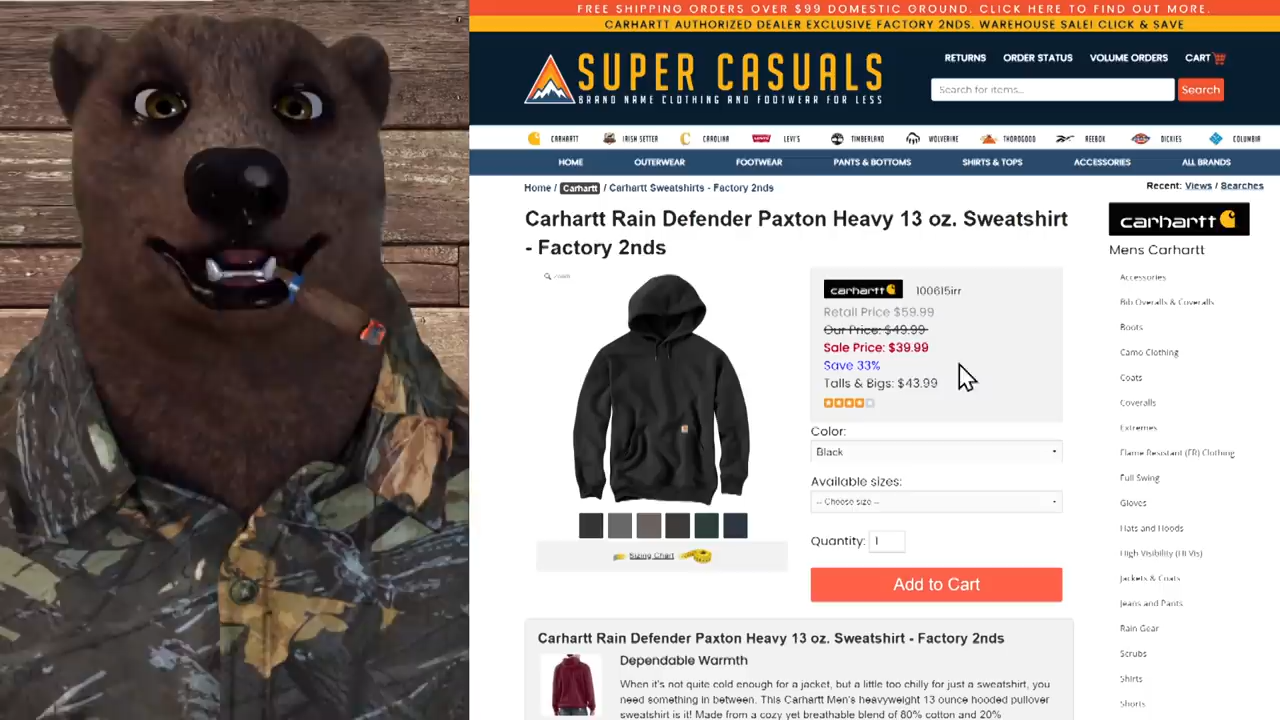 FREE SHIPPING ORDERS OVER $99 DOMESTIC GROUND. CLICK HERE TO FIND OUT MORE.
CARHARTT AUTHORIZED DEALER EXCLUSIVE FACTORY 2NDS. WAREHOUSE SALE! CLICK & SAVE
SUPER CASUALS
BRAND NAME CLOTHING AND FOOTWEAR FOR LESS
RETURNS ORDER STATUS VOLUME ORDERS CART
Search for items... Search
CARHARTT IRISH SETTER CAROLINA LEVI'S TIMBERLAND WOLVERINE THOROGOOD REEBOK DICKIES COLUMBIA
HOME OUTERWEAR FOOTWEAR PANTS & BOTTOMS SHIRTS & TOPS ACCESSORIES ALL BRANDS
Home / Carhartt / Carhartt Sweatshirts - Factory 2nds
Recent: Views / Searches
Carhartt Rain Defender Paxton Heavy 13 oz. Sweatshirt
- Factory 2nds
carhartt 100615irr
Retail Price $59.99
Our Price: $49.99
Sale Price: $39.99
Save 33%
Talls & Bigs: $43.99
Color:
Black
Available sizes:
-- Choose size --
Quantity: 1
Add to Cart
Sizing Chart
Carhartt Rain Defender Paxton Heavy 13 oz. Sweatshirt - Factory 2nds
Dependable Warmth
When it's not quite cold enough for a jacket, but a little too chilly for just a sweatshirt, you
need something in between. This Carhartt Men's heavyweight 13 ounce hooded pullover
sweatshirt is it! Made from a cozy yet breathable blend of 80% cotton and 20%
carhartt
Mens Carhartt
Accessories
Bib Overalls & Coveralls
Boots
Camo Clothing
Coats
Coveralls
Extremes
Flame Resistant (FR) Clothing
Full Swing
Gloves
Hats and Hoods
High Visibility (Hi Vis)
Jackets & Coats
Jeans and Pants
Rain Gear
Scrubs
Shirts
Shorts